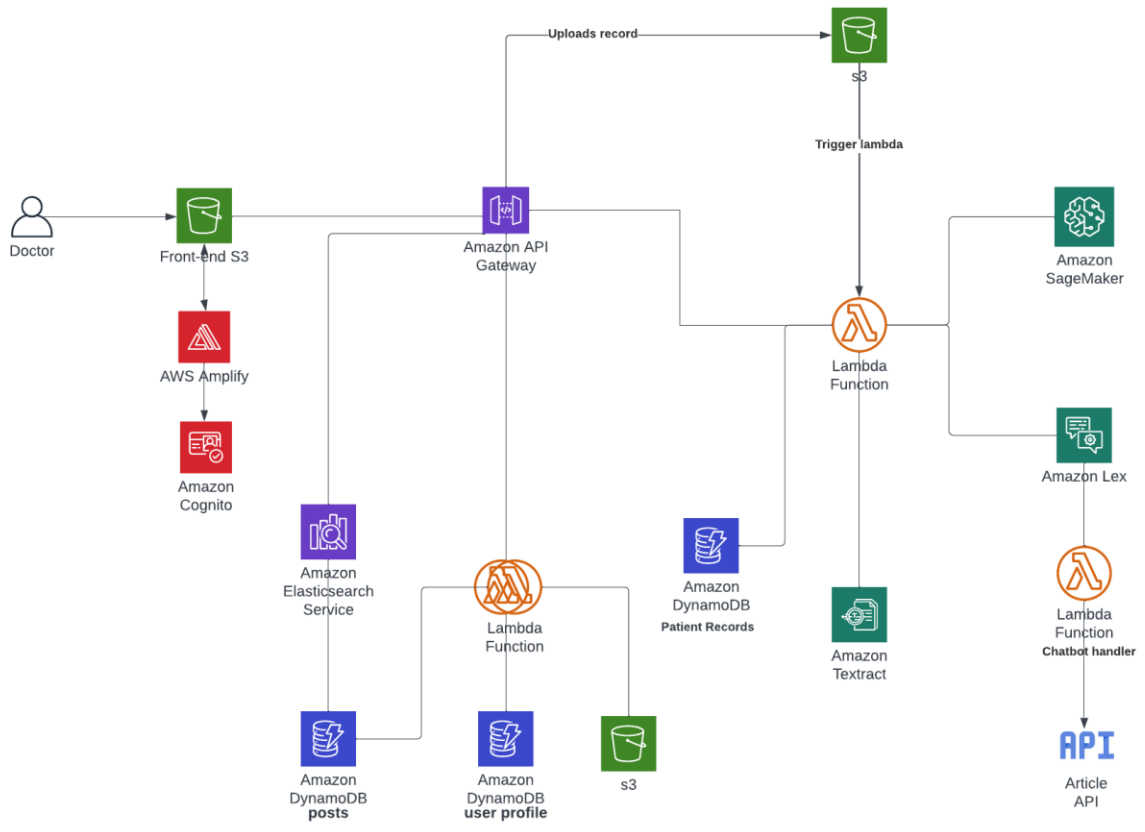 Uploads record
s3
Trigger lambda
Doctor
Front-end S3
Amazon API
Gateway
Amazon
SageMaker
AWS Amplify
Lambda
Function
Amazon
Cognito
Amazon Lex
Amazon
Elasticsearch
Service
Amazon
DynamoDB
Patient Records
Lambda
Function
Lambda
Function
Chatbot handler
Amazon
Textract
API
Article
API
Amazon
DynamoDB
posts
Amazon
DynamoDB
user profile
s3